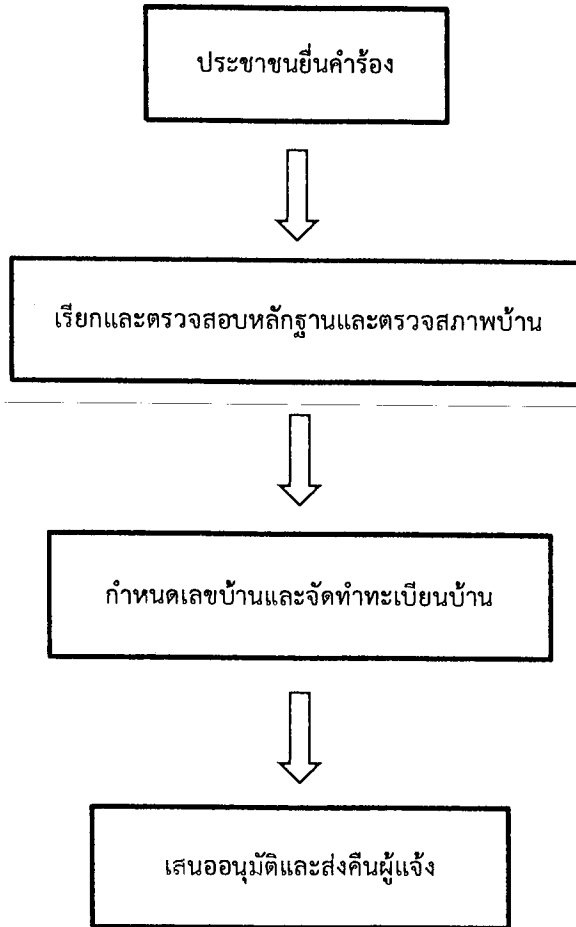 ประชาชนยื่นคำร้อง
เรียกและตรวจสอบหลักฐานและตรวจสภาพบ้าน
กำหนดเลขบ้านและจัดทำทะเบียนบ้าน
เสนออนุมัติและส่งคืนผู้แจ้ง